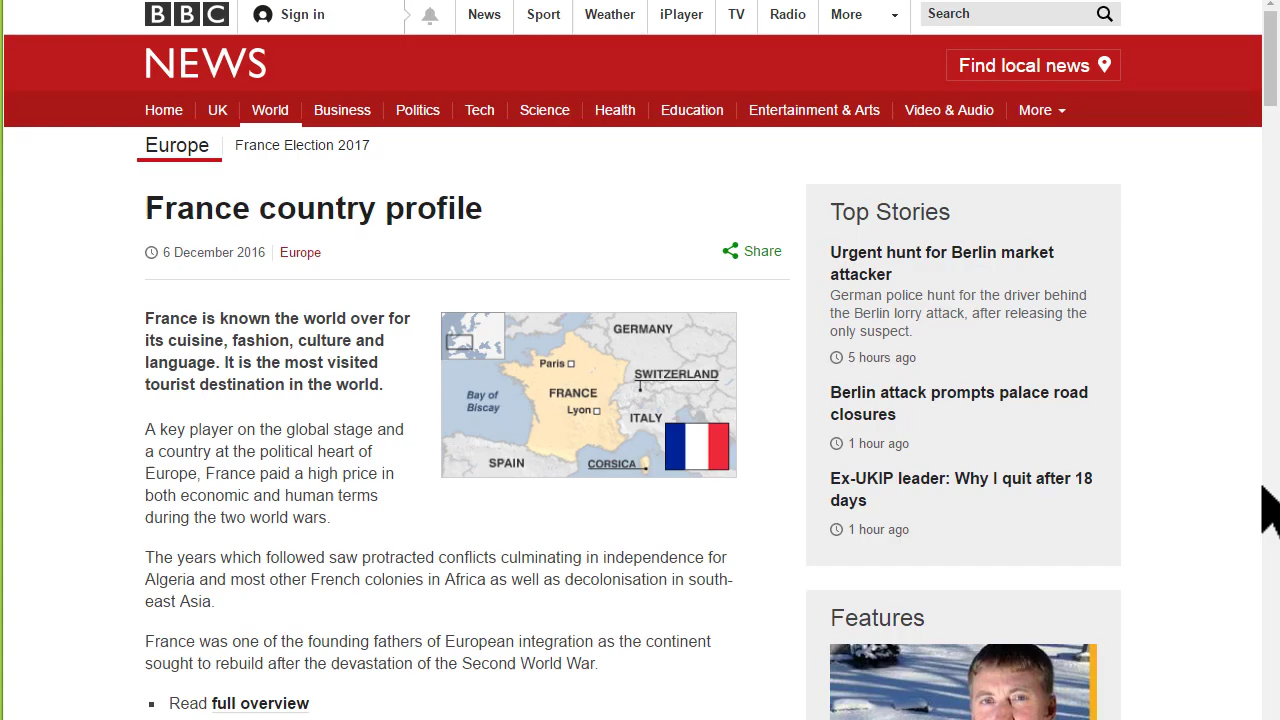 BBC Sign in News Sport Weather iPlayer TV Radio More Search
NEWS Find local news
Home UK World Business Politics Tech Science Health Education Entertainment & Arts Video & Audio More
Europe France Election 2017
France country profile
6 December 2016 Europe Share
France is known the world over for
its cuisine, fashion, culture and
language. It is the most visited
tourist destination in the world.
A key player on the global stage and
a country at the political heart of
Europe, France paid a high price in
both economic and human terms
during the two world wars.
GERMANY
Paris
SWITZERLAND
FRANCE
Bay of
Biscay
Lyon
ITALY
SPAIN
CORSICA
The years which followed saw protracted conflicts culminating in independence for
Algeria and most other French colonies in Africa as well as decolonisation in south-
east Asia.
France was one of the founding fathers of European integration as the continent
sought to rebuild after the devastation of the Second World War.
Read full overview
Top Stories
Urgent hunt for Berlin market
attacker
German police hunt for the driver behind
the Berlin lorry attack, after releasing the
only suspect.
5 hours ago
Berlin attack prompts palace road
closures
1 hour ago
Ex-UKIP leader: Why I quit after 18
days
1 hour ago
Features